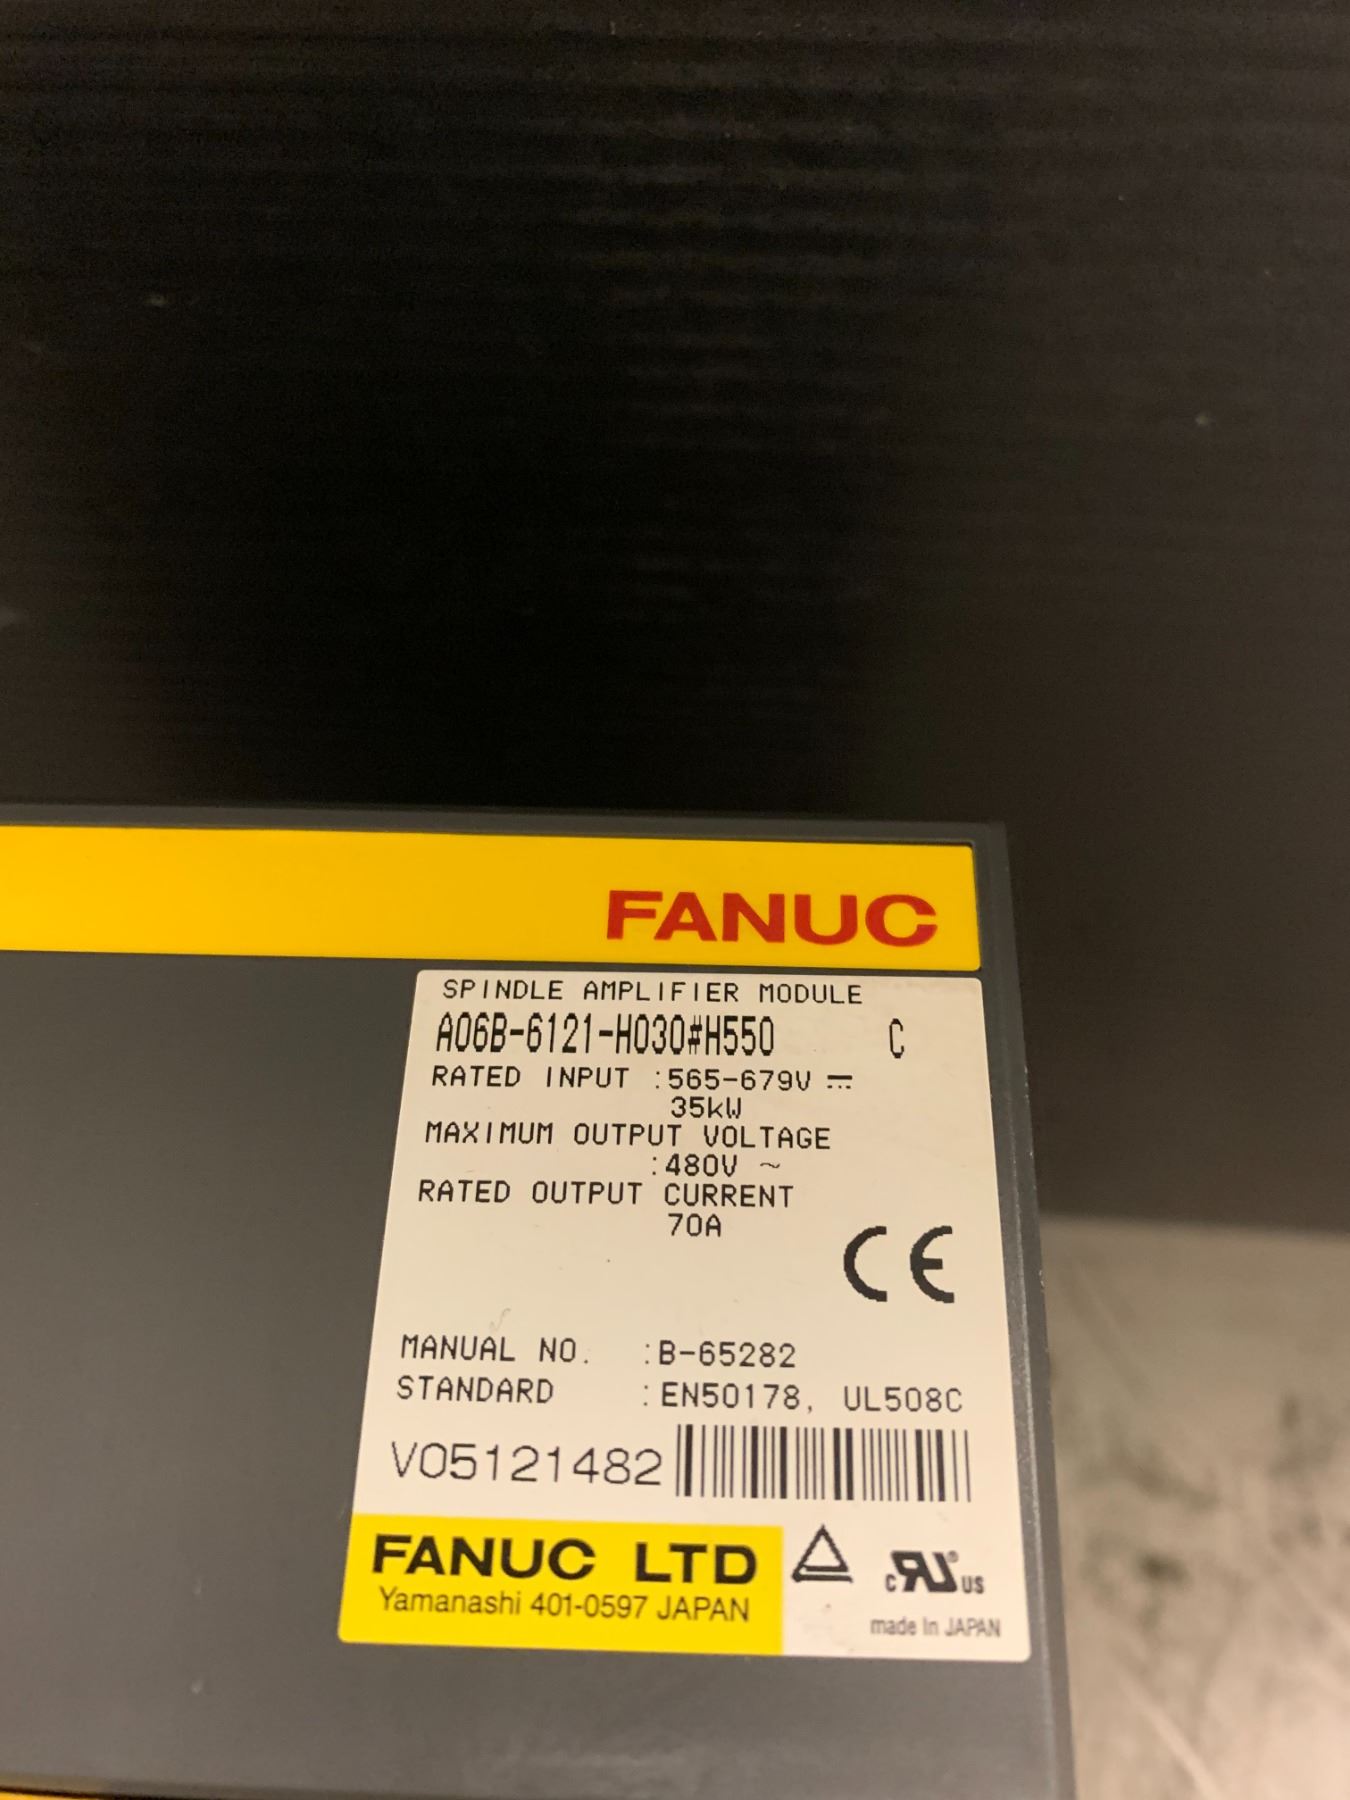 FANUC
SPINDLE AMPLIFIER MODULE
A06B-6121-H030#H550 C
RATED INPUT :565-679V ⎓
35kW
MAXIMUM OUTPUT VOLTAGE
:480V ~
RATED OUTPUT CURRENT
70A
CE
MANUAL NO. :B-65282
STANDARD :EN50178, UL508C
V05121482
FANUC LTD
Yamanashi 401-0597 JAPAN
c RU ® US
made In JAPAN